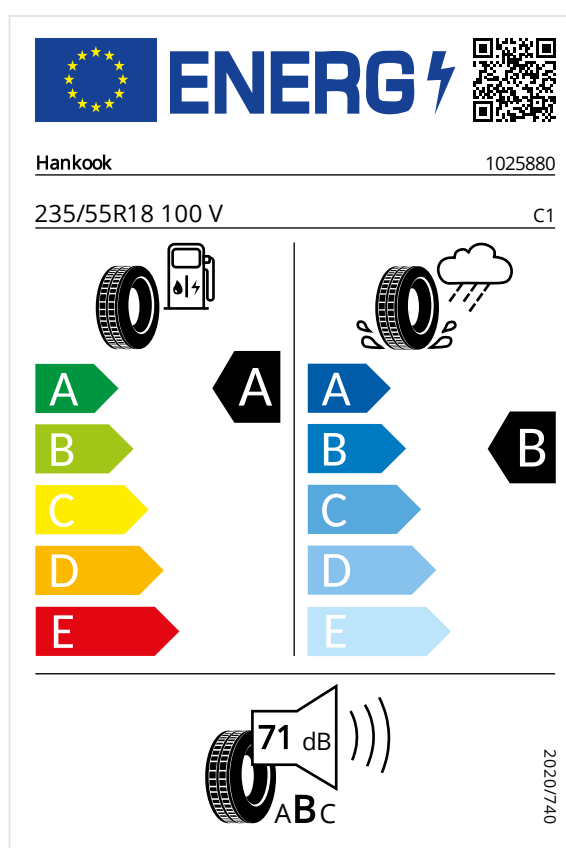 ENERG
Hankook 1025880
235/55R18 100 V C1
A A A
B B B
C C
D D
E E
71 dB
ABC
2020/740